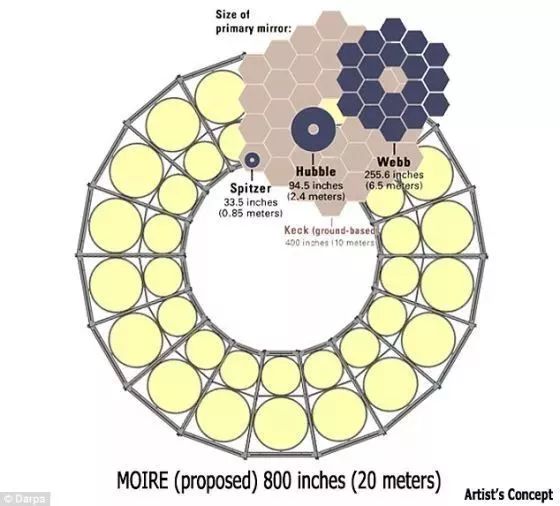 Size of
primary mirror:
Spitzer
33.5 inches
(0.85 meters)
Hubble
94.5 inches
(2.4 meters)
Webb
255.6 inches
(6.5 meters)
Keck (ground-based
400 inches (10 meters
MOIRE (proposed) 800 inches (20 meters)
Artist's Concept
© Darpa